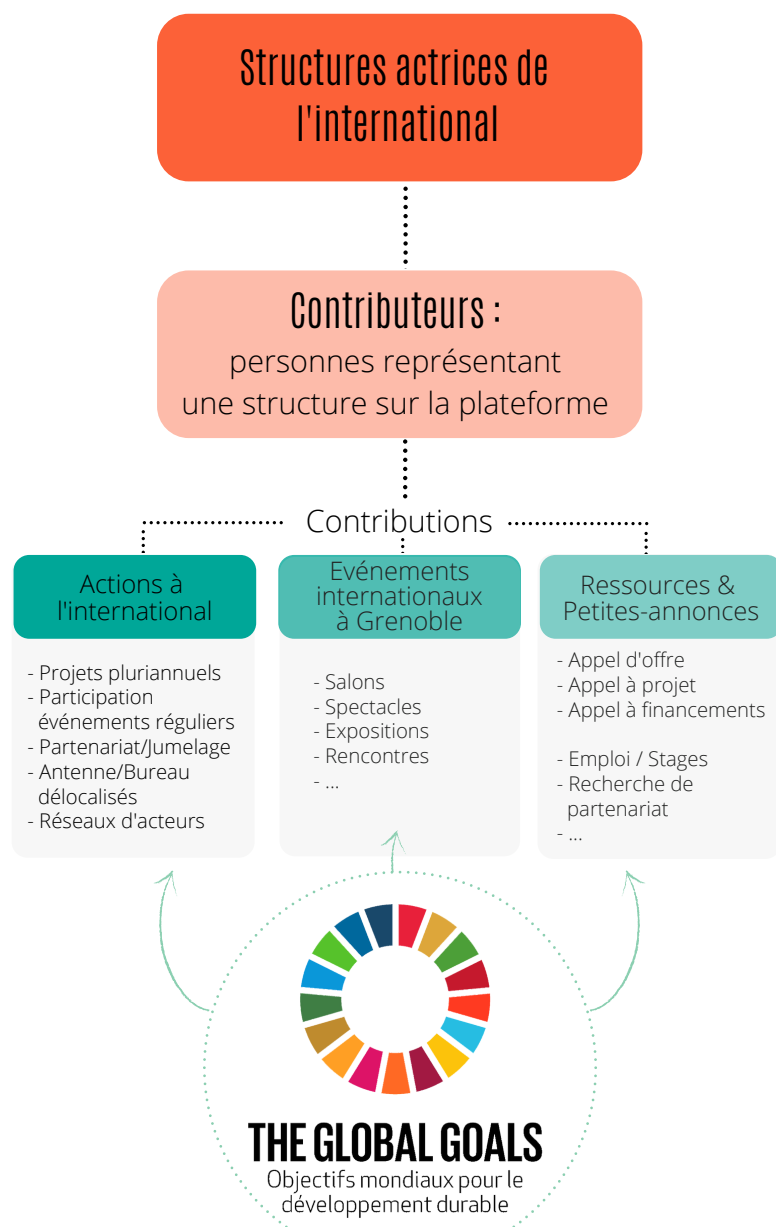 Structures actrices de
l'international
Contributeurs :
personnes représentant
une structure sur la plateforme
Contributions
Actions à
l'international
- Projets pluriannuels
- Participation
événements réguliers
- Partenariat/Jumelage
- Antenne/Bureau
délocalisés
- Réseaux d'acteurs
Evénements
internationaux
à Grenoble
- Salons
- Spectacles
- Expositions
- Rencontres
- ...
Ressources &
Petites-annonces
- Appel d'offre
- Appel à projet
- Appel à financements
- Emploi / Stages
- Recherche de
partenariat
- ...
THE GLOBAL GOALS
Objectifs mondiaux pour le
développement durable